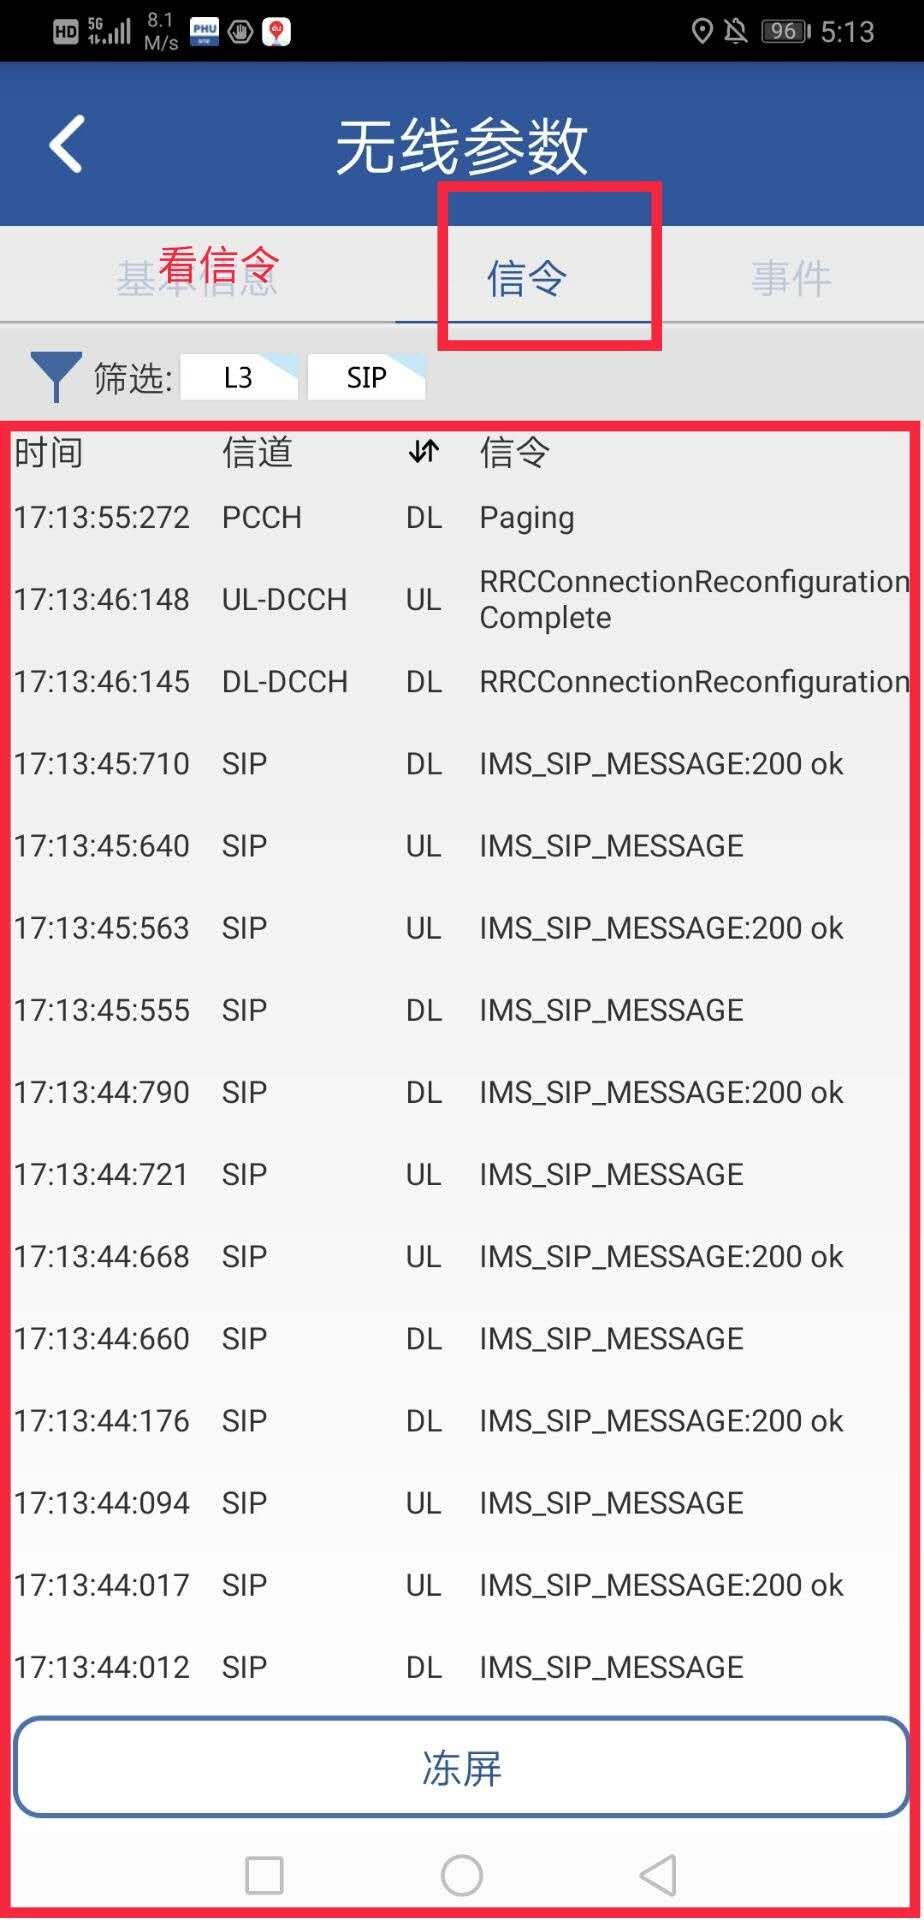 HD 5G 8.1 M/s PHU 96 5:13
无线参数
基本信息 看信令 信令 事件
筛选: L3 SIP
时间 信道 信令
17:13:55:272 PCCH DL Paging
17:13:46:148 UL-DCCH UL RRCConnectionReconfiguration
Complete
17:13:46:145 DL-DCCH DL RRCConnectionReconfiguration
17:13:45:710 SIP DL IMS_SIP_MESSAGE:200 ok
17:13:45:640 SIP UL IMS_SIP_MESSAGE
17:13:45:563 SIP UL IMS_SIP_MESSAGE:200 ok
17:13:45:555 SIP DL IMS_SIP_MESSAGE
17:13:44:790 SIP DL IMS_SIP_MESSAGE:200 ok
17:13:44:721 SIP UL IMS_SIP_MESSAGE
17:13:44:668 SIP UL IMS_SIP_MESSAGE:200 ok
17:13:44:660 SIP DL IMS_SIP_MESSAGE
17:13:44:176 SIP DL IMS_SIP_MESSAGE:200 ok
17:13:44:094 SIP UL IMS_SIP_MESSAGE
17:13:44:017 SIP UL IMS_SIP_MESSAGE:200 ok
17:13:44:012 SIP DL IMS_SIP_MESSAGE
冻屏